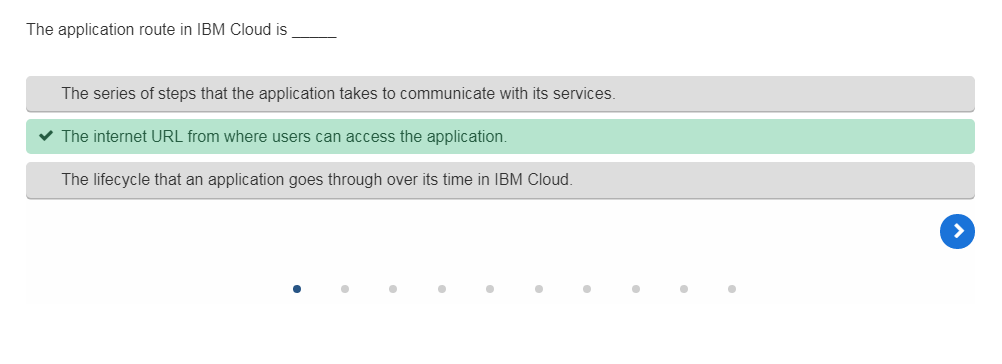 The application route in IBM Cloud is _____
The series of steps that the application takes to communicate with its services.
The internet URL from where users can access the application.
The lifecycle that an application goes through over its time in IBM Cloud.